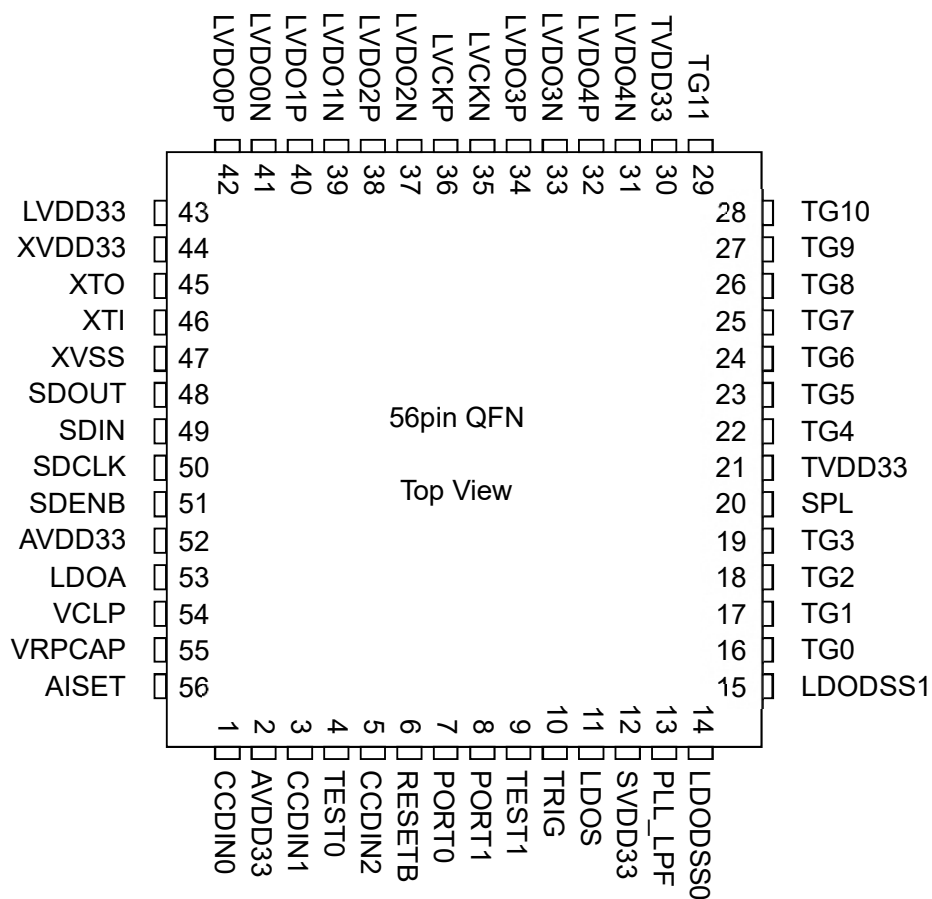 LVDO0P
LVDO0N
LVDO1P
LVDO1N
LVDO2P
LVDO2N
LVCKP
LVCKN
LVDO3P
LVDO3N
LVDO4P
LVDO4N
TVDD33
TG11
42
41
40
39
38
37
36
35
34
33
32
31
30
29
LVDD33 43
XVDD33 44
XTO 45
XTI 46
XVSS 47
SDOUT 48
SDIN 49
SDCLK 50
SDENB 51
AVDD33 52
LDOA 53
VCLP 54
VRPCAP 55
AISET 56
56pin QFN
Top View
28 TG10
27 TG9
26 TG8
25 TG7
24 TG6
23 TG5
22 TG4
21 TVDD33
20 SPL
19 TG3
18 TG2
17 TG1
16 TG0
15 LDODSS1
1
2
3
4
5
6
7
8
9
10
11
12
13
14
CCDIN0
AVDD33
CCDIN1
TEST0
CCDIN2
RESETB
PORT0
PORT1
TEST1
TRIG
LDOS
SVDD33
PLL_LPF
LDODSS0